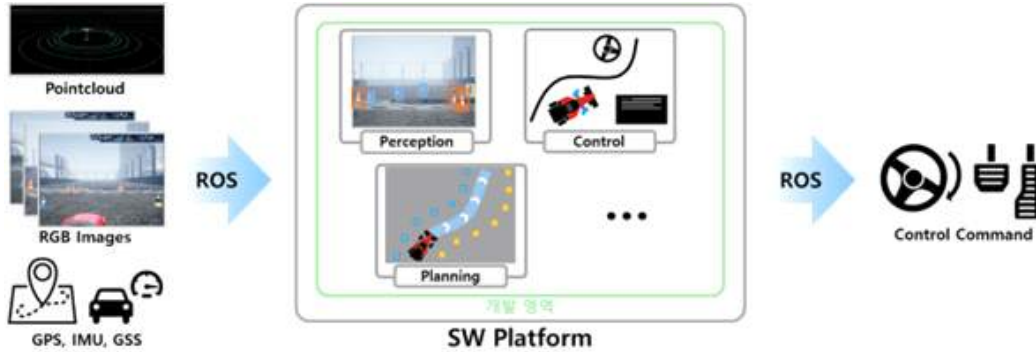 Pointcloud
RGB Images
GPS, IMU, GSS
ROS
Perception
Control
Planning
개발 영역
SW Platform
ROS
Control Command